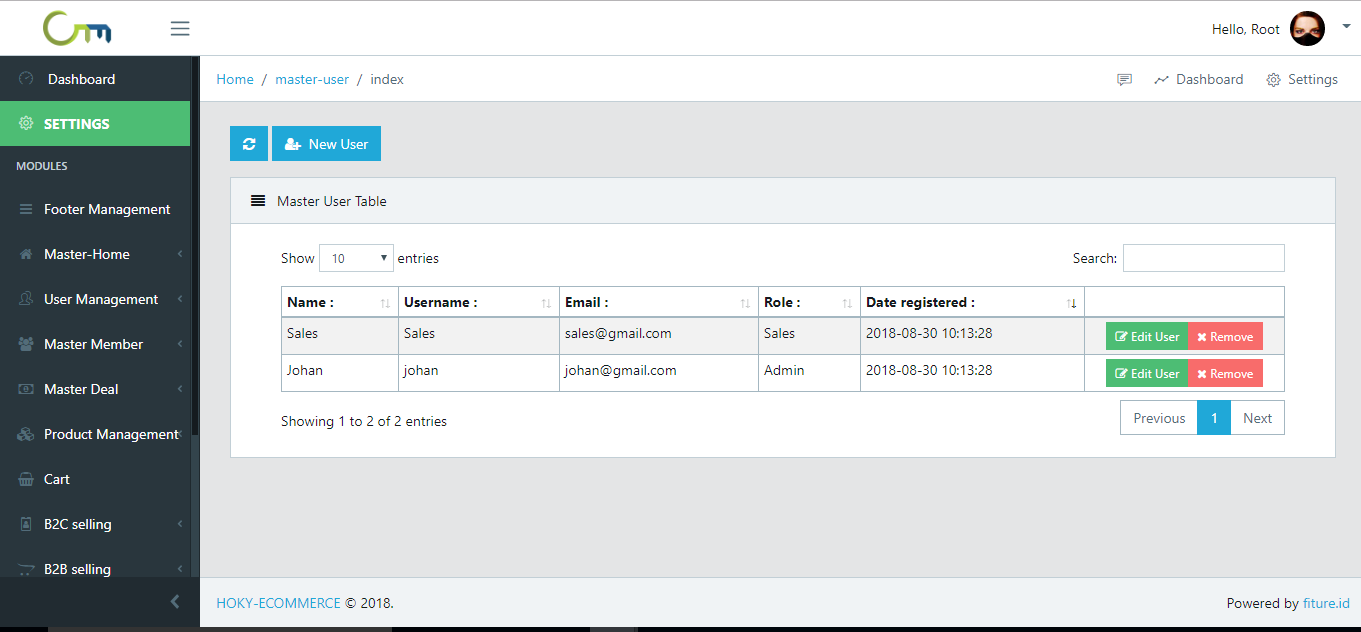 Hello, Root
Dashboard
SETTINGS
MODULES
Footer Management
Master-Home
User Management
Master Member
Master Deal
Product Management
Cart
B2C selling
B2B selling
Home / master-user / index
Dashboard Settings
New User
Master User Table
Show 10 entries Search:
Name : Username : Email : Role : Date registered :
Sales Sales sales@gmail.com Sales 2018-08-30 10:13:28 Edit User Remove
Johan johan johan@gmail.com Admin 2018-08-30 10:13:28 Edit User Remove
Showing 1 to 2 of 2 entries Previous 1 Next
HOKY-ECOMMERCE © 2018. Powered by fiture.id